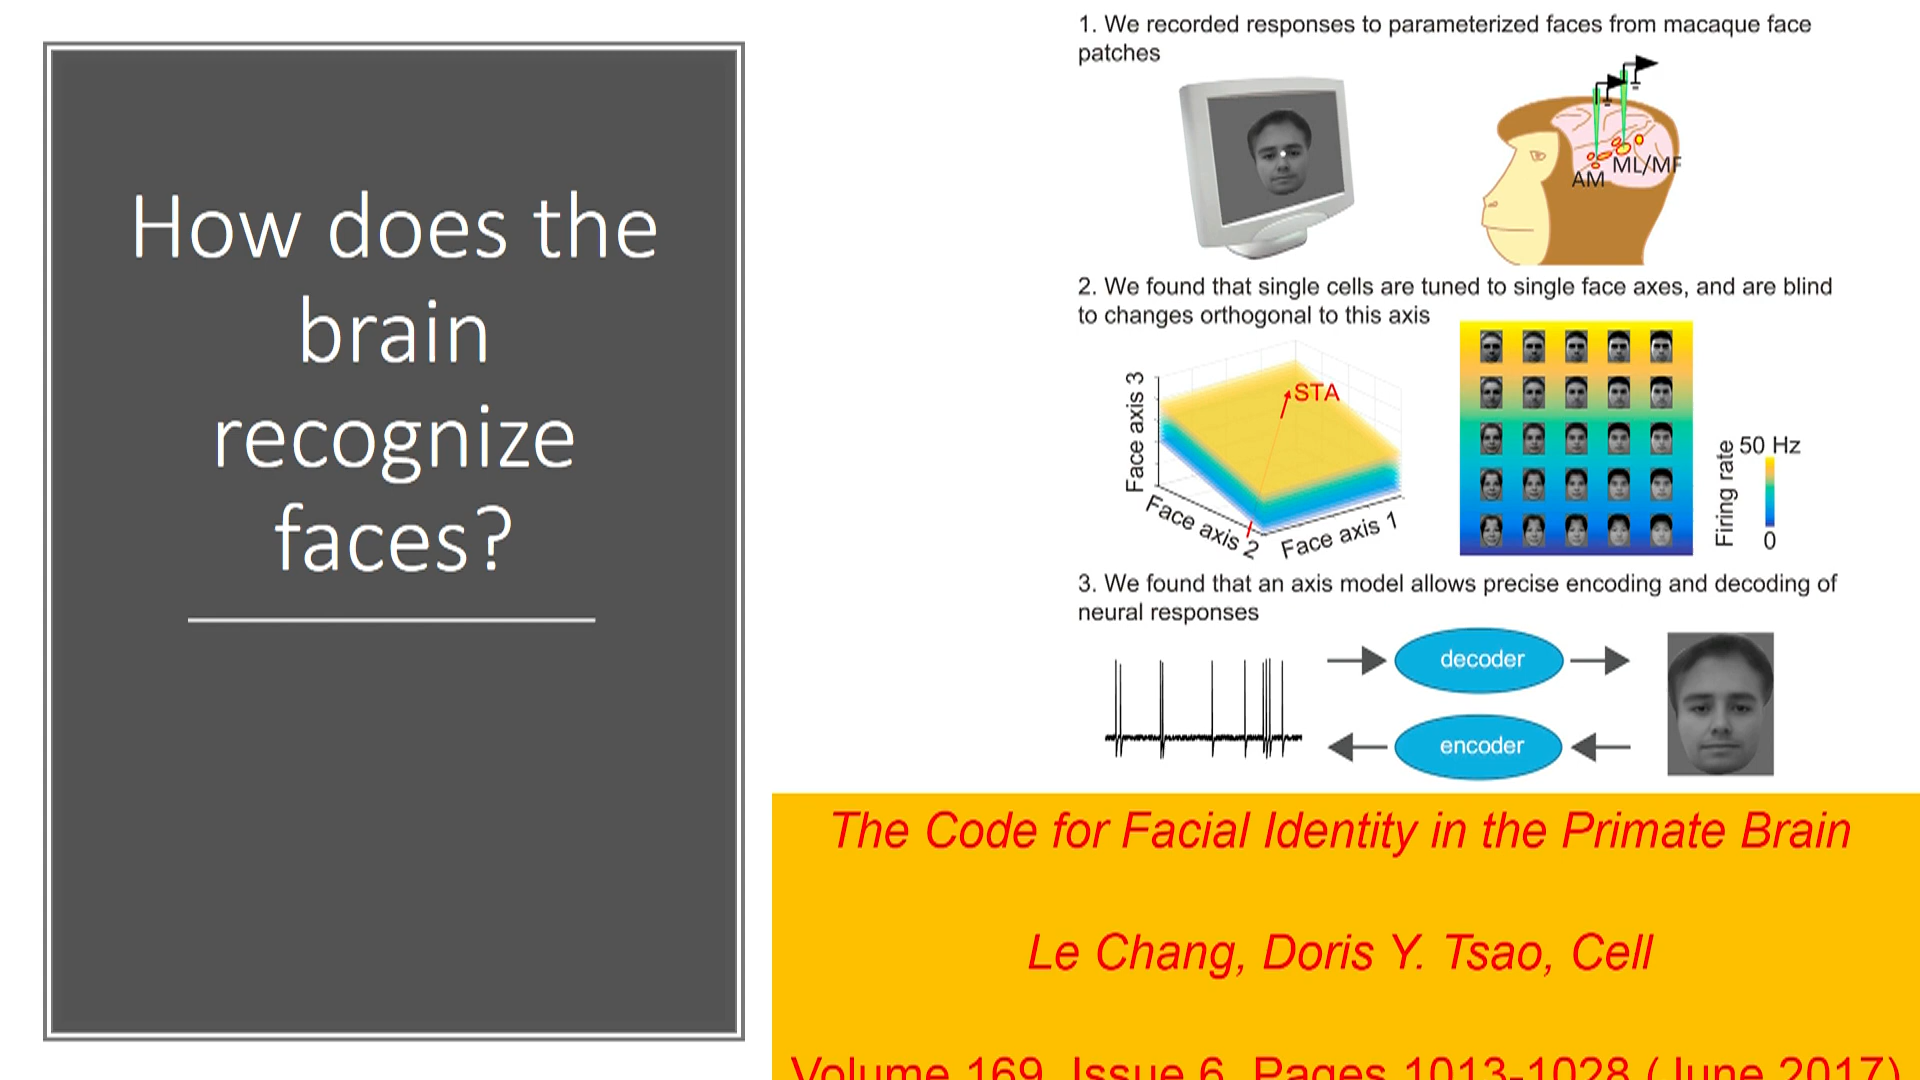 How does the
brain
recognize
faces?
1. We recorded responses to parameterized faces from macaque face
patches
AM
ML/MF
2. We found that single cells are tuned to single face axes, and are blind
to changes orthogonal to this axis
STA
Face axis 3
Face axis 2
Face axis 1
Firing rate
50 Hz
0
3. We found that an axis model allows precise encoding and decoding of
neural responses
decoder
encoder
The Code for Facial Identity in the Primate Brain
Le Chang, Doris Y. Tsao, Cell
Volume 169, Issue 6, Pages 1013-1028 (June 2017)